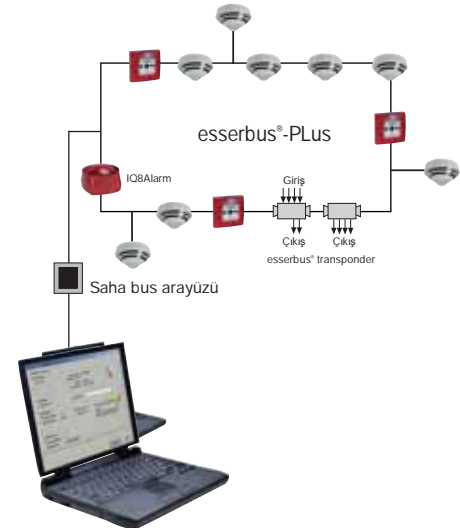 esserbus®-PLus
IQ8Alarm
Giriş
Çıkış
Çıkış
esserbus® transponder
Saha bus arayüzü